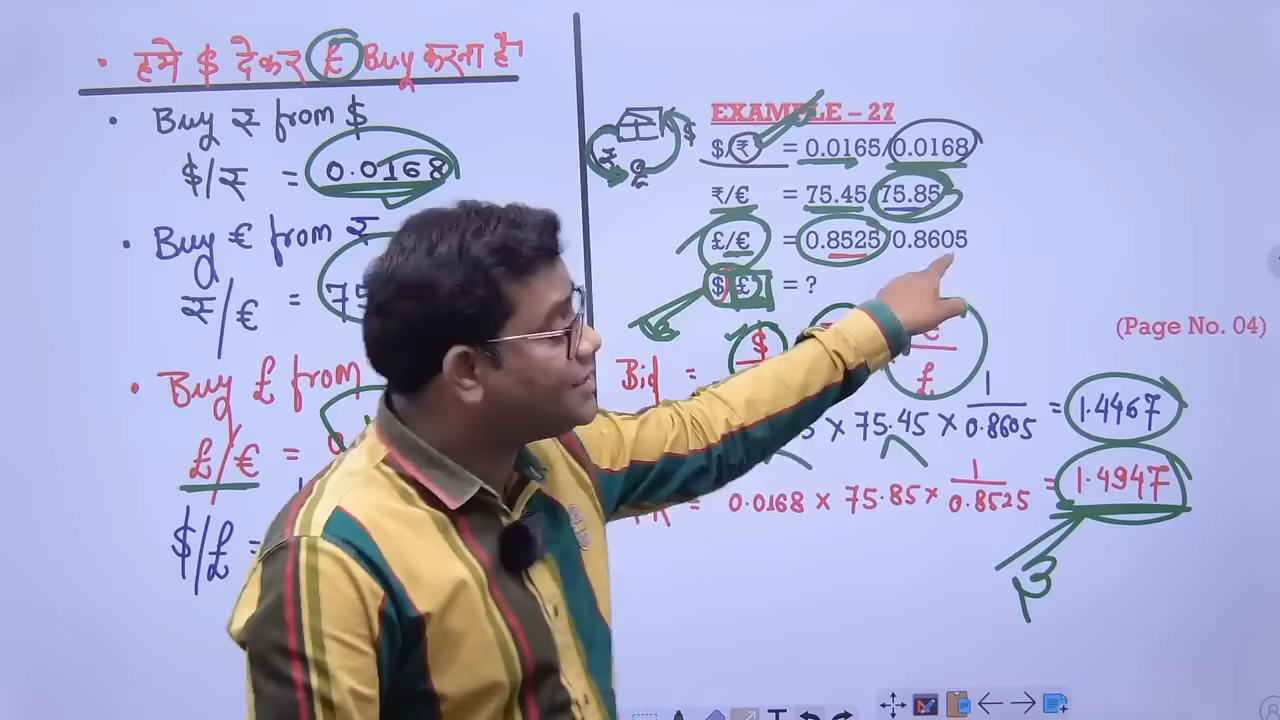 • हमे $ देकर £ Buy करना है।
• Buy ₹ from $
$/₹ = 0.0168
• Buy € from ₹
₹/€ = 75
• Buy £ from
£/€ =
$/£ =
EXAMPLE – 27
$/₹ = 0.0165/0.0168
₹/€ = 75.45/75.85
£/€ = 0.8525/0.8605
$/£ = ?
(Page No. 04)
Bid = $
£
5 × 75.45 × 1/0.8605 = 1.4467
= 0.0168 × 75.85 × 1/0.8525 = 1.4947
₹
$